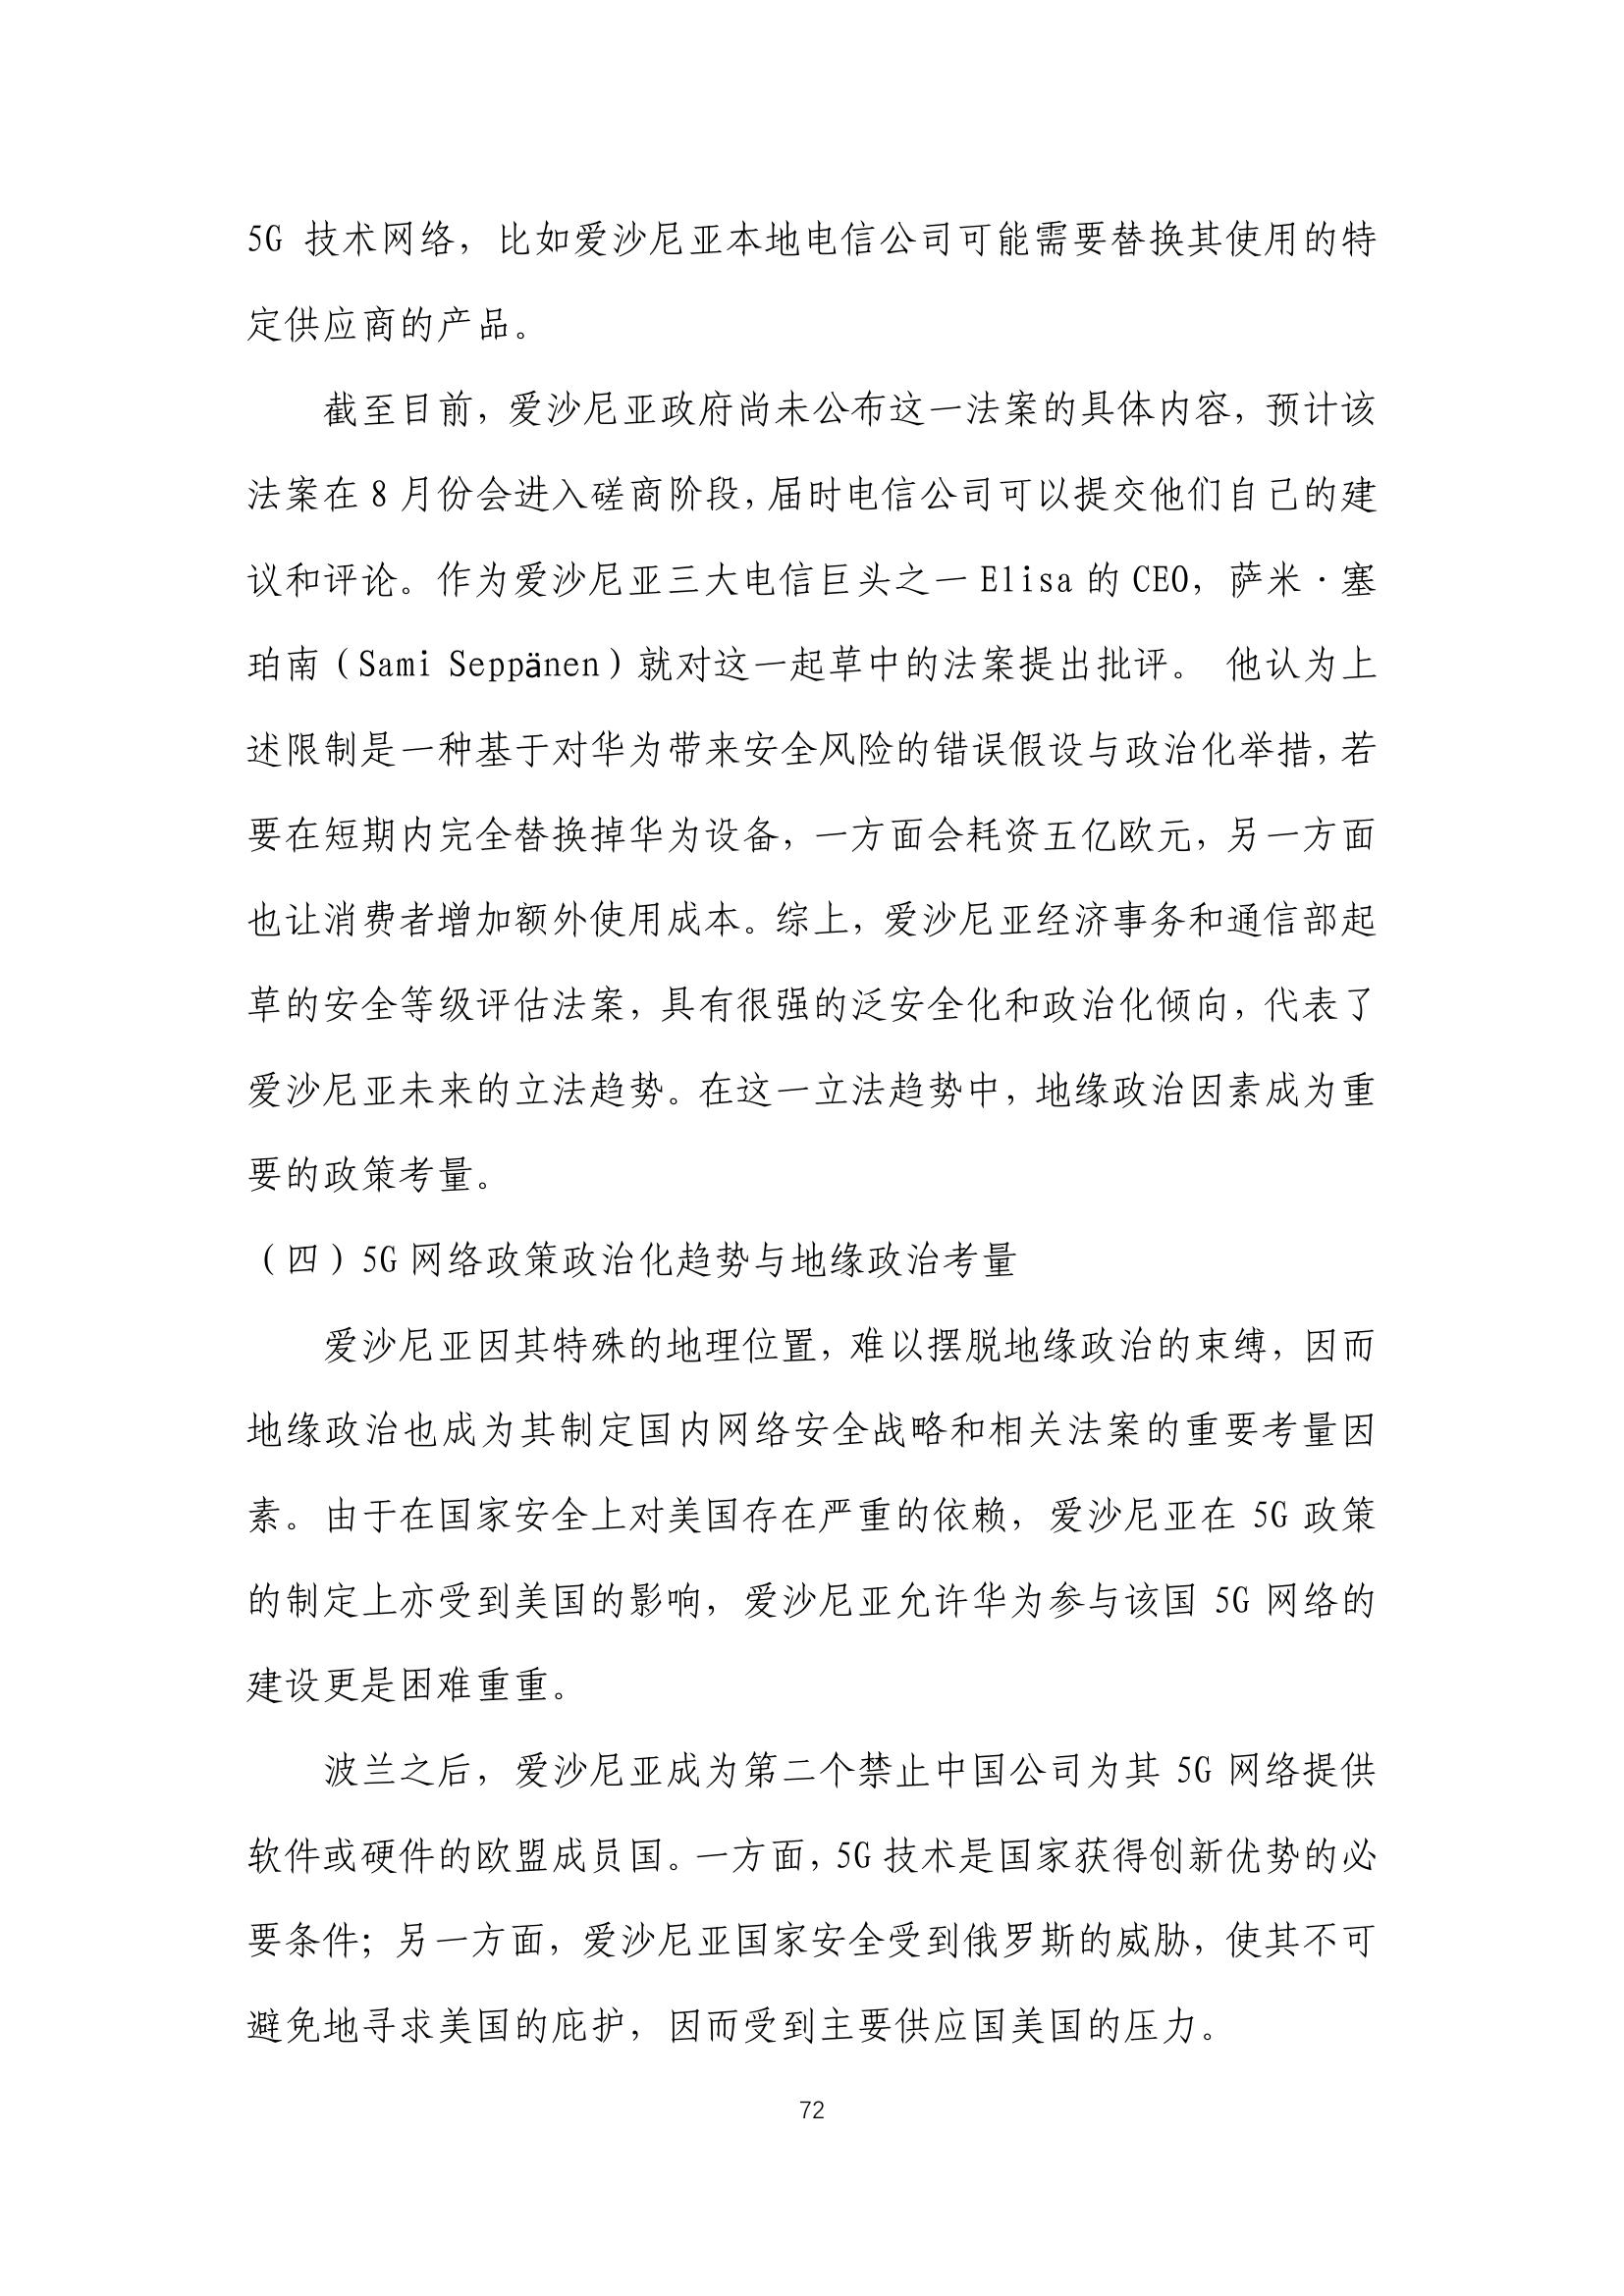 5G 技术网络，比如爱沙尼亚本地电信公司可能需要替换其使用的特
定供应商的产品。
截至目前，爱沙尼亚政府尚未公布这一法案的具体内容，预计该
法案在 8 月份会进入磋商阶段，届时电信公司可以提交他们自己的建
议和评论。作为爱沙尼亚三大电信巨头之一 Elisa 的 CEO，萨米·塞
珀南（Sami Seppänen）就对这一起草中的法案提出批评。 他认为上
述限制是一种基于对华为带来安全风险的错误假设与政治化举措，若
要在短期内完全替换掉华为设备，一方面会耗资五亿欧元，另一方面
也让消费者增加额外使用成本。综上，爱沙尼亚经济事务和通信部起
草的安全等级评估法案，具有很强的泛安全化和政治化倾向，代表了
爱沙尼亚未来的立法趋势。在这一立法趋势中，地缘政治因素成为重
要的政策考量。
（四）5G 网络政策政治化趋势与地缘政治考量
爱沙尼亚因其特殊的地理位置，难以摆脱地缘政治的束缚，因而
地缘政治也成为其制定国内网络安全战略和相关法案的重要考量因
素。由于在国家安全上对美国存在严重的依赖，爱沙尼亚在 5G 政策
的制定上亦受到美国的影响，爱沙尼亚允许华为参与该国 5G 网络的
建设更是困难重重。
波兰之后，爱沙尼亚成为第二个禁止中国公司为其 5G 网络提供
软件或硬件的欧盟成员国。一方面，5G 技术是国家获得创新优势的必
要条件；另一方面，爱沙尼亚国家安全受到俄罗斯的威胁，使其不可
避免地寻求美国的庇护，因而受到主要供应国美国的压力。
72